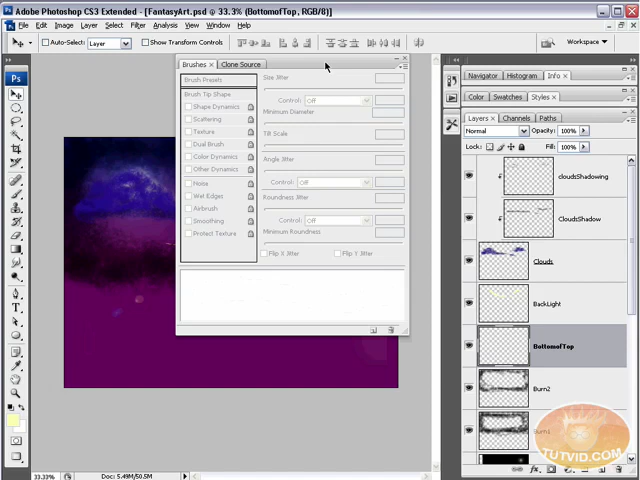 Adobe Photoshop CS3 Extended - [FantasyArt.psd @ 33.3% (BottomofTop, RGB/8)]
File Edit Image Layer Select Filter Analysis View Window Help
Auto-Select: Layer Show Transform Controls Workspace
Ps
Brushes Clone Source
Brush Presets
Brush Tip Shape
Shape Dynamics
Scattering
Texture
Dual Brush
Color Dynamics
Other Dynamics
Noise
Wet Edges
Airbrush
Smoothing
Protect Texture
Size Jitter
Control: Off
Minimum Diameter
Tilt Scale
Angle Jitter
Control: Off
Roundness Jitter
Control: Off
Minimum Roundness
Flip X Jitter Flip Y Jitter
Navigator Histogram Info
Color Swatches Styles
Layers Channels Paths
Normal Opacity: 100%
Lock: Fill: 100%
cloudsShadowing
CloudsShadow
Clouds
BackLight
BottomofTop
Burn2
Burn1
TUTVID.COM
33.33% Doc: 5.49M/50.5M